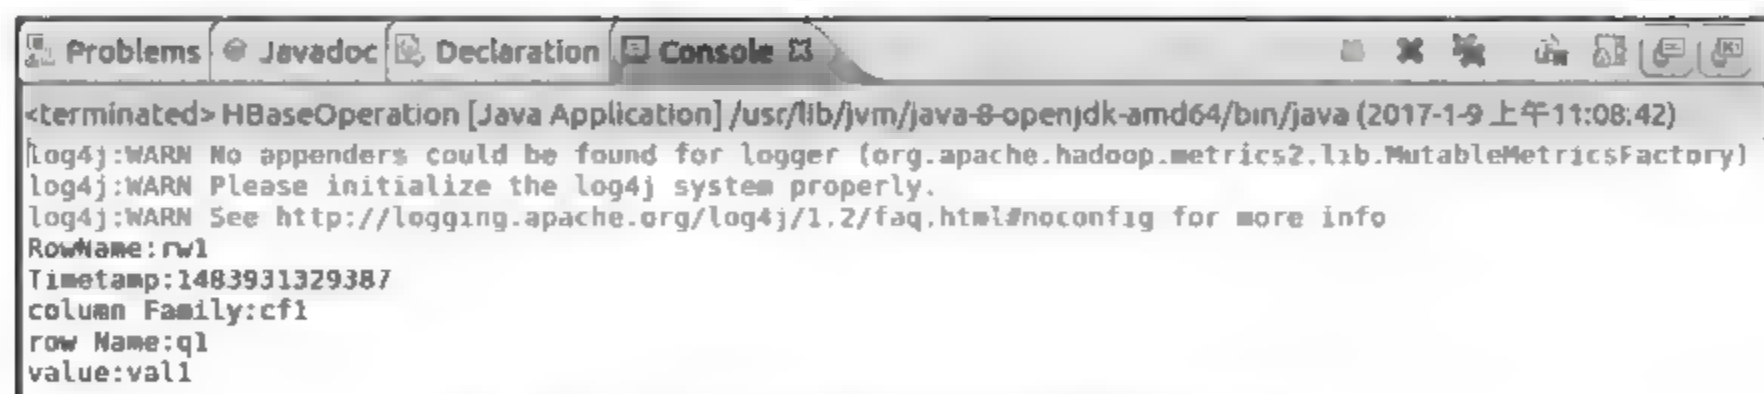 Problems Javadoc Declaration Console
<terminated> HBaseOperation [Java Application] /usr/lib/jvm/java-8-openjdk-amd64/bin/java (2017-1-9 上午11:08:42)
log4j:WARN No appenders could be found for logger (org.apache.hadoop.metrics2.lib.MutableMetricsFactory)
log4j:WARN Please initialize the log4j system properly.
log4j:WARN See http://logging.apache.org/log4j/1.2/faq.html#noconfig for more info
RowName:rw1
Timetamp:1483931329387
column Family:cf1
row Name:q1
value:val1